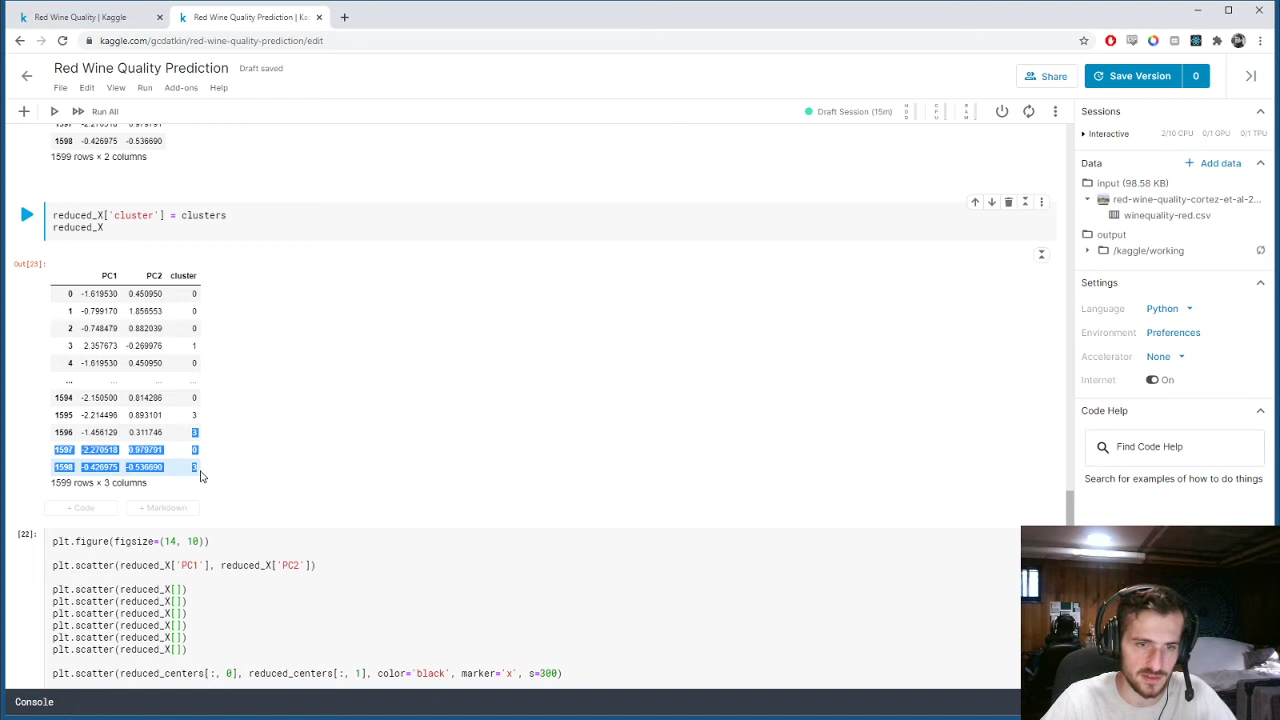 Red Wine Quality | Kaggle
Red Wine Quality Prediction | Ka
kaggle.com/gcdatkin/red-wine-quality-prediction/edit
Red Wine Quality Prediction
Draft saved
Share
Save Version
0
File
Edit
View
Run
Add-ons
Help
Run All
Draft Session (15m)
1598 -0.426975 -0.536690
1599 rows × 2 columns
reduced_X['cluster'] = clusters
reduced_X
Out[23]:
PC1 PC2 cluster
0 -1.619530 0.450950 0
1 -0.799170 1.856553 0
2 -0.748479 0.882039 0
3 2.357673 -0.269976 1
4 -1.619530 0.450950 0
... ... ... ...
1594 -2.150500 0.814286 0
1595 -2.214496 0.893101 3
1596 -1.456129 0.311746 3
1597 -2.270518 0.979791 0
1598 -0.426975 -0.536690 3
1599 rows × 3 columns
+ Code
+ Markdown
[22]:
plt.figure(figsize=(14, 10))
plt.scatter(reduced_X['PC1'], reduced_X['PC2'])
plt.scatter(reduced_X[])
plt.scatter(reduced_X[])
plt.scatter(reduced_X[])
plt.scatter(reduced_X[])
plt.scatter(reduced_X[])
plt.scatter(reduced_X[])
plt.scatter(reduced_centers[:, 0], reduced_centers[:, 1], color='black', marker='x', s=300)
Console
Sessions
Interactive
2/10 CPU 0/1 GPU 0/1 TPU
Data
+ Add data
input (98.58 KB)
red-wine-quality-cortez-et-al-2...
winequality-red.csv
output
/kaggle/working
Settings
Language
Python
Environment
Preferences
Accelerator
None
Internet
On
Code Help
Find Code Help
Search for examples of how to do things